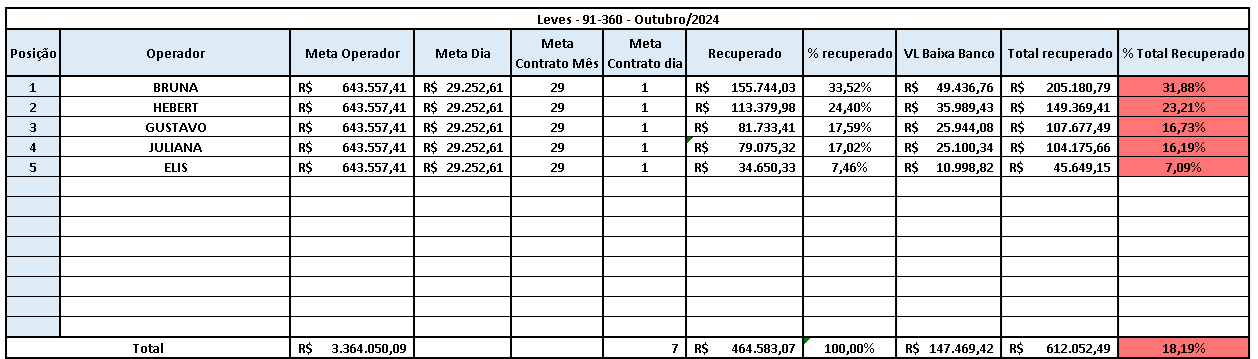 Leves - 91-360 - Outubro/2024
Posição Operador Meta Operador Meta Dia Meta Contrato Mês Meta Contrato dia Recuperado % recuperado VL Baixa Banco Total recuperado % Total Recuperado
1 BRUNA R$ 643.557,41 R$ 29.252,61 29 1 R$ 155.744,03 33,52% R$ 49.436,76 R$ 205.180,79 31,88%
2 HEBERT R$ 643.557,41 R$ 29.252,61 29 1 R$ 113.379,98 24,40% R$ 35.989,43 R$ 149.369,41 23,21%
3 GUSTAVO R$ 643.557,41 R$ 29.252,61 29 1 R$ 81.733,41 17,59% R$ 25.944,08 R$ 107.677,49 16,73%
4 JULIANA R$ 643.557,41 R$ 29.252,61 29 1 R$ 79.075,32 17,02% R$ 25.100,34 R$ 104.175,66 16,19%
5 ELIS R$ 643.557,41 R$ 29.252,61 29 1 R$ 34.650,33 7,46% R$ 10.998,82 R$ 45.649,15 7,09%
Total R$ 3.364.050,09 7 R$ 464.583,07 100,00% R$ 147.469,42 R$ 612.052,49 18,19%